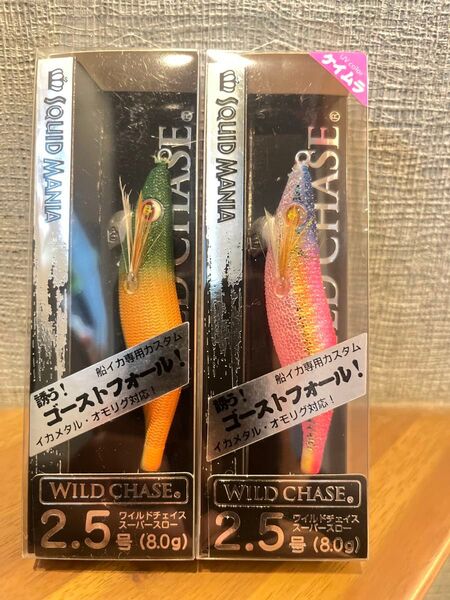 SQUID MANIA
WILD CHASE®
船イカ専用カスタム
誘う!
ゴーストフォール!
イカメタル・オモリグ対応!
WILD CHASE®
2.5号
ワイルドチェイス
スーパースロー
(8.0g)
UV color
ケイムラ
SQUID MANIA
WILD CHASE®
船イカ専用カスタム
誘う!
ゴーストフォール!
イカメタル・オモリグ対応!
WILD CHASE®
2.5号
ワイルドチェイス
スーパースロー
(8.0g)